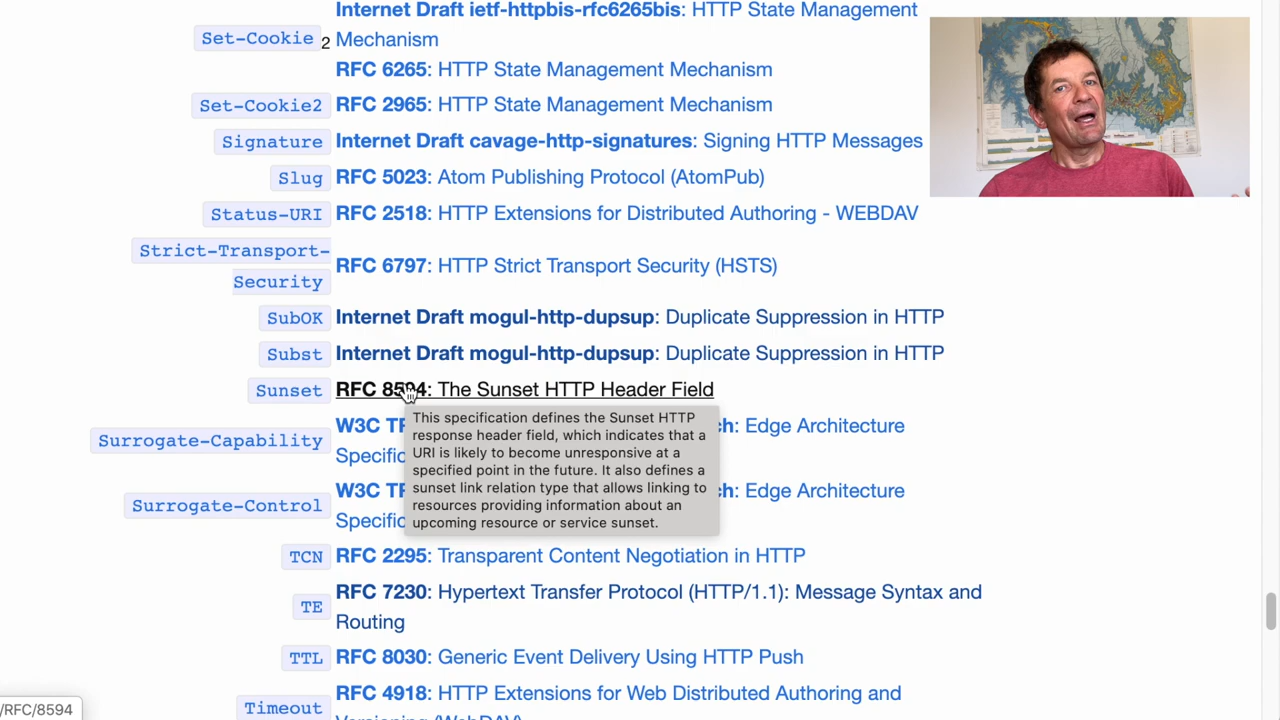 Internet Draft ietf-httpbis-rfc6265bis: HTTP State Management
Set-Cookie 2 Mechanism
RFC 6265: HTTP State Management Mechanism
Set-Cookie2 RFC 2965: HTTP State Management Mechanism
Signature Internet Draft cavage-http-signatures: Signing HTTP Messages
Slug RFC 5023: Atom Publishing Protocol (AtomPub)
Status-URI RFC 2518: HTTP Extensions for Distributed Authoring - WEBDAV
Strict-Transport-
Security RFC 6797: HTTP Strict Transport Security (HSTS)
SubOK Internet Draft mogul-http-dupsup: Duplicate Suppression in HTTP
Subst Internet Draft mogul-http-dupsup: Duplicate Suppression in HTTP
Sunset RFC 8594: The Sunset HTTP Header Field
This specification defines the Sunset HTTP
response header field, which indicates that a
URI is likely to become unresponsive at a
specified point in the future. It also defines a
sunset link relation type that allows linking to
resources providing information about an
upcoming resource or service sunset.
Surrogate-Capability W3C : Edge Architecture
Surrogate-Control W3C : Edge Architecture
TCN RFC 2295: Transparent Content Negotiation in HTTP
TE RFC 7230: Hypertext Transfer Protocol (HTTP/1.1): Message Syntax and
Routing
TTL RFC 8030: Generic Event Delivery Using HTTP Push
Timeout RFC 4918: HTTP Extensions for Web Distributed Authoring and
Versioning (WebDAV)
/RFC/8594